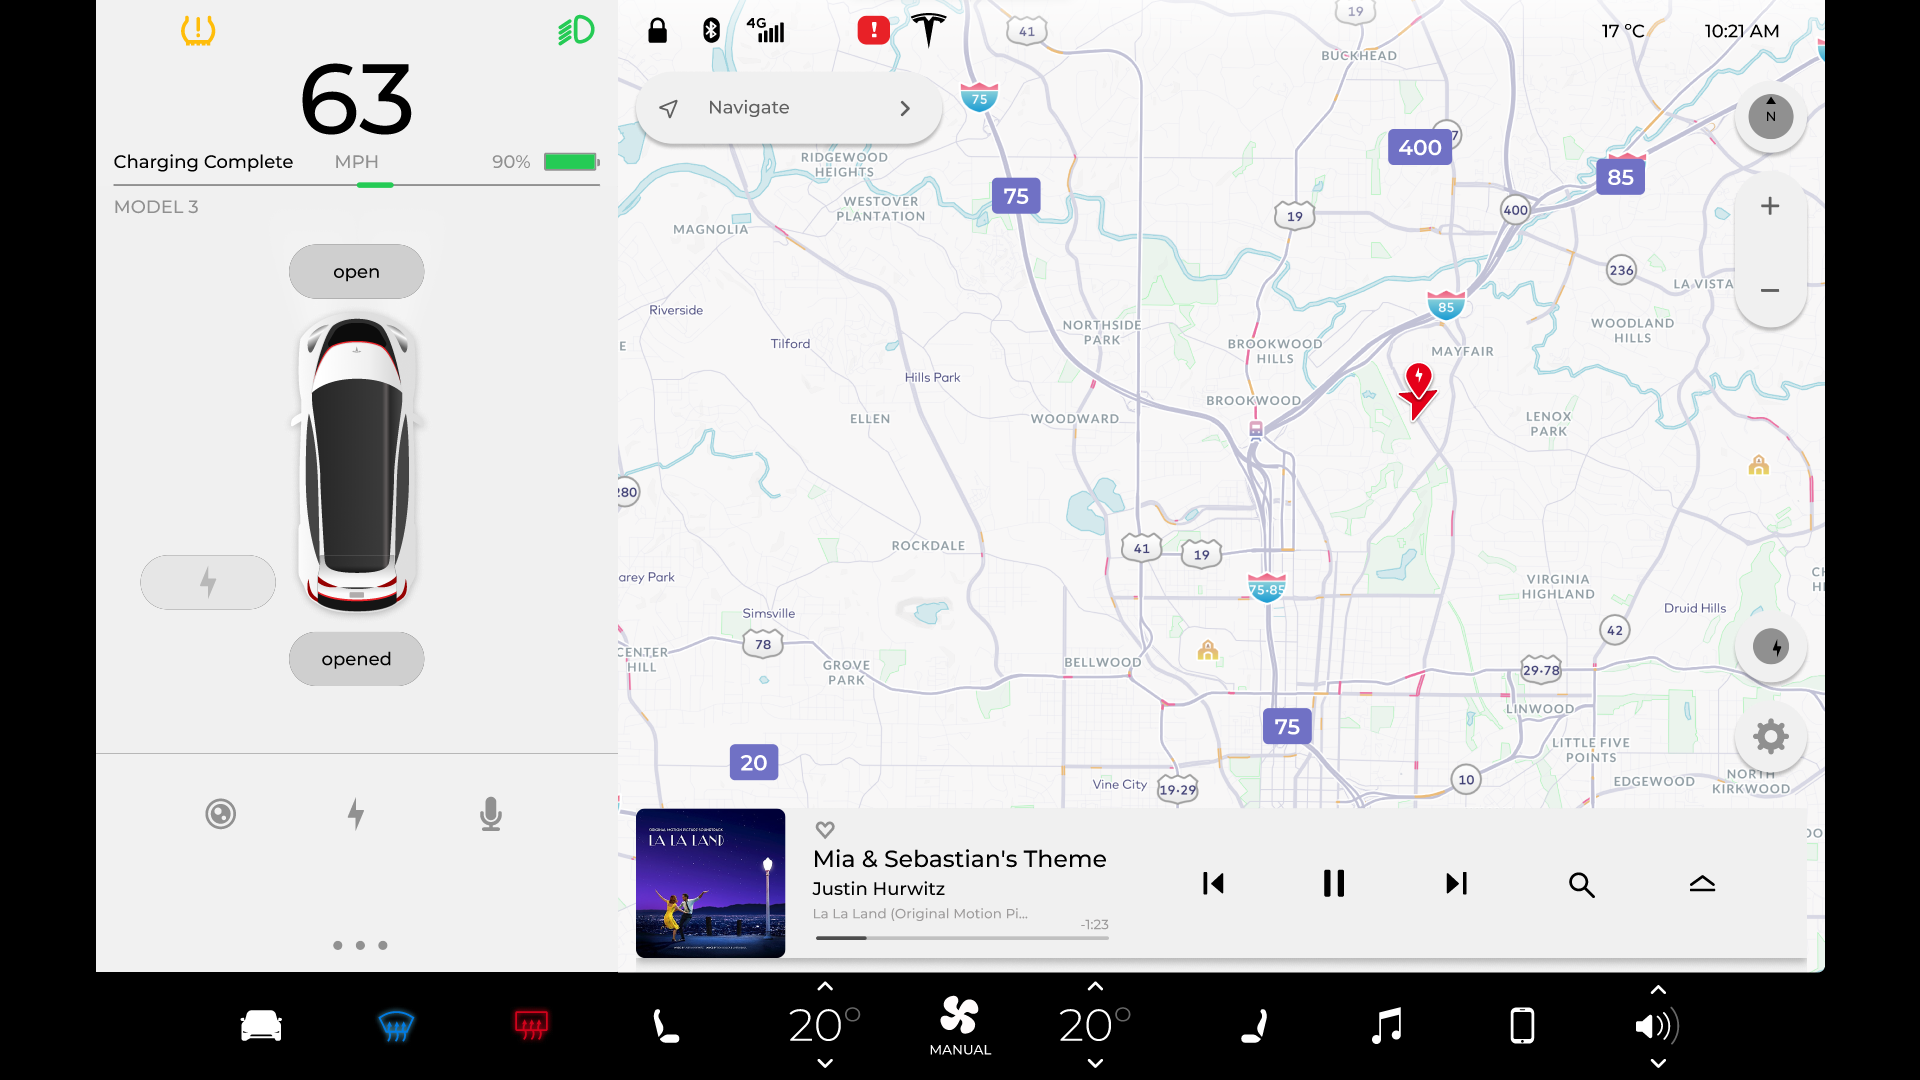 4G
!
17 °C
10:21 AM
63
Charging Complete
MPH
90%
MODEL 3
open
opened
Navigate
N
+
−
41
19
BUCKHEAD
75
400
85
RIDGEWOOD
HEIGHTS
75
WESTOVER
PLANTATION
MAGNOLIA
19
400
236
LA VISTA
Riverside
85
NORTHSIDE
PARK
WOODLAND
HILLS
Tilford
BROOKWOOD
HILLS
MAYFAIR
Hills Park
BROOKWOOD
ELLEN
WOODWARD
LENOX
PARK
280
ROCKDALE
41
19
arey Park
75·85
VIRGINIA
HIGHLAND
Simsville
Druid Hills
78
42
CENTER
HILL
GROVE
PARK
BELLWOOD
29·78
LINWOOD
75
20
LITTLE FIVE
POINTS
Vine City
19·29
10
EDGEWOOD
NORTH
KIRKWOOD
ORIGINAL MOTION PICTURE SOUNDTRACK
LA LA LAND
Mia & Sebastian's Theme
Justin Hurwitz
La La Land (Original Motion Pi...
-1:23
20°
MANUAL
20°